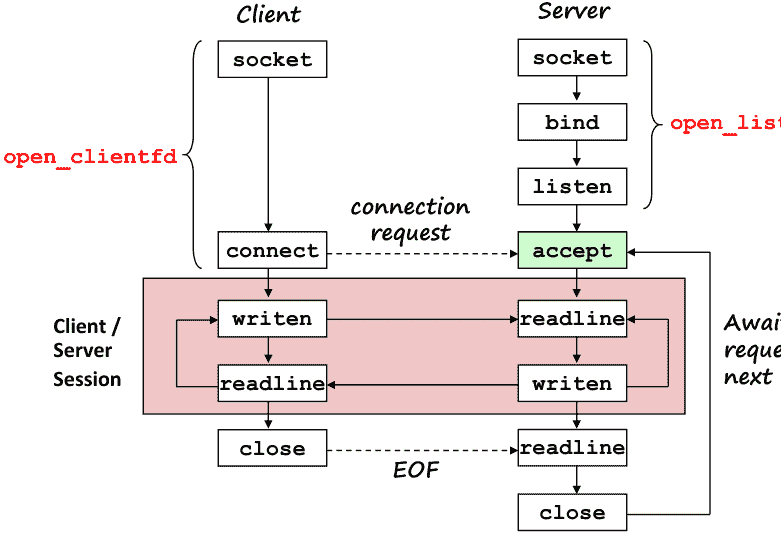 Client
Server
socket
socket
bind
open_clientfd
listen
connection
request
connect
accept
Client /
Server
Session
writen
readline
readline
writen
next
close
EOF
readline
close